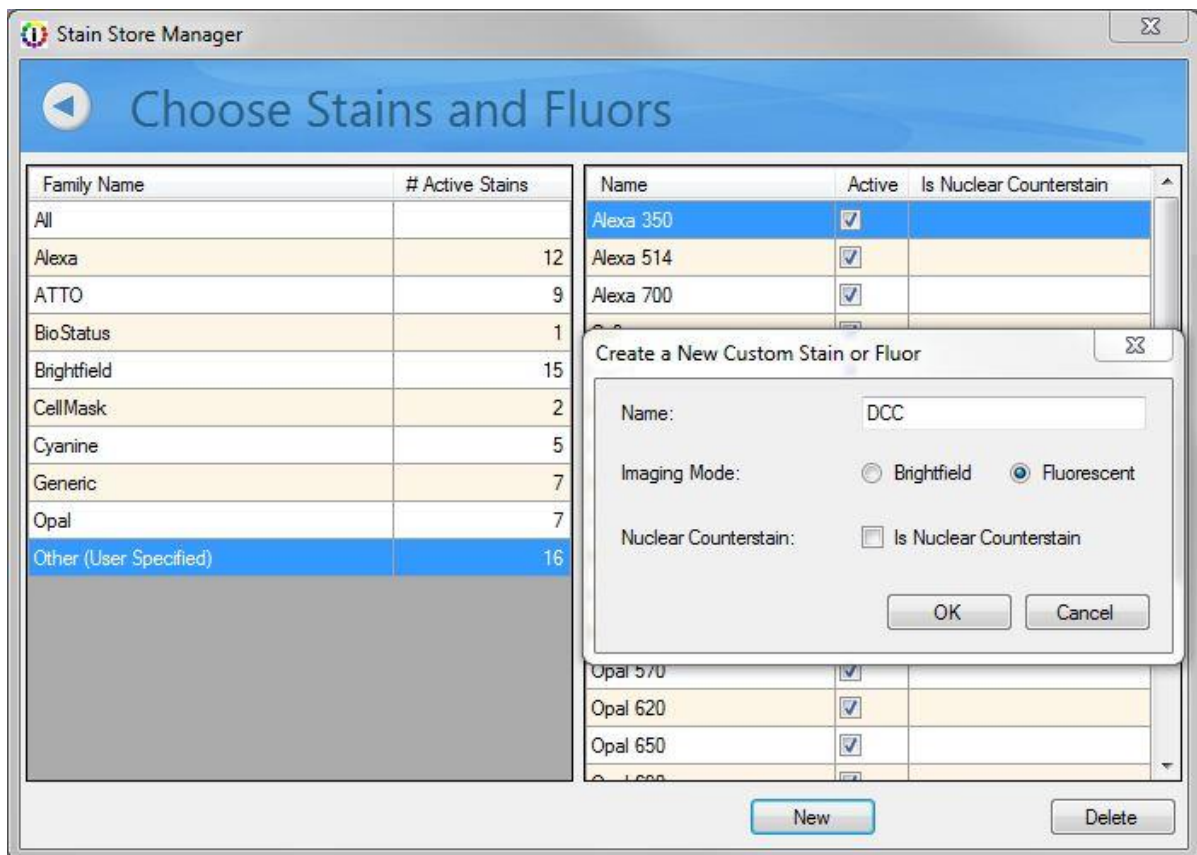 Stain Store Manager
Choose Stains and Fluors
Family Name # Active Stains
All
Alexa 12
ATTO 9
BioStatus 1
Brightfield 15
CellMask 2
Cyanine 5
Generic 7
Opal 7
Other (User Specified) 16
Name Active Is Nuclear Counterstain
Alexa 350
Alexa 514
Alexa 700
Create a New Custom Stain or Fluor
Name: DCC
Imaging Mode: Brightfield Fluorescent
Nuclear Counterstain: Is Nuclear Counterstain
OK Cancel
Opal 570
Opal 620
Opal 650
New Delete